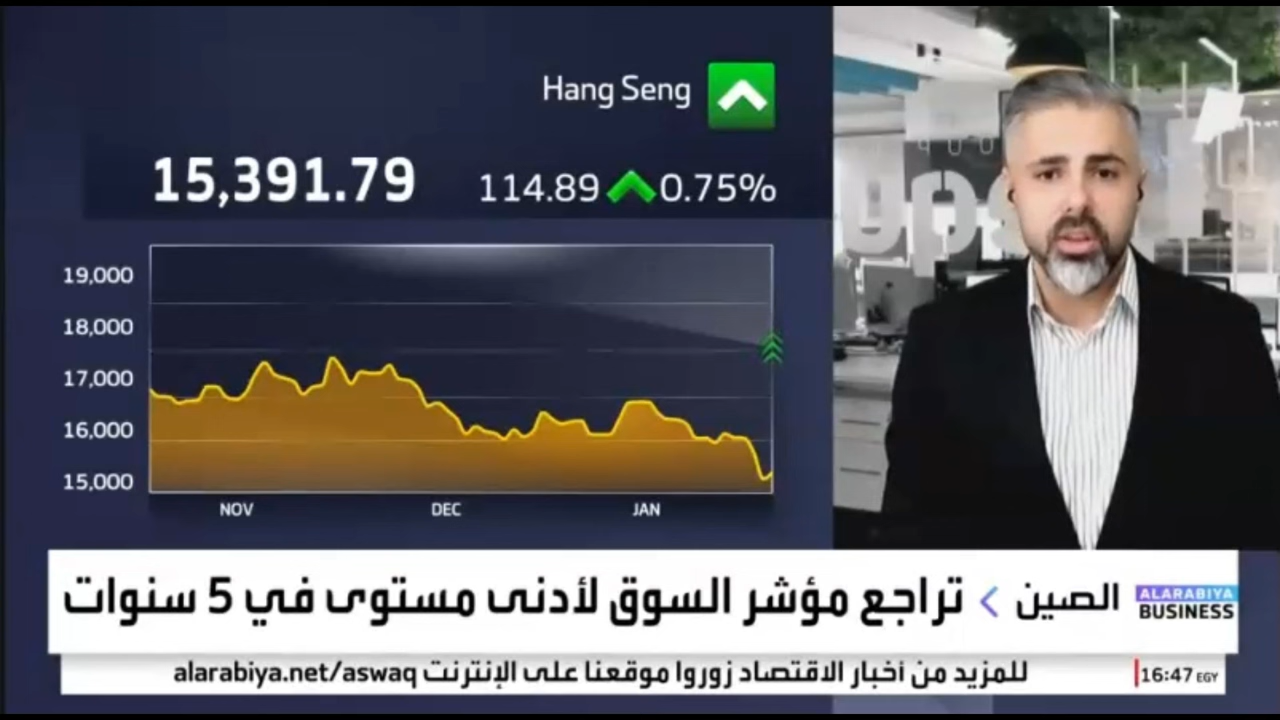 Hang Seng
15,391.79
114.89 0.75%
19,000
18,000
17,000
16,000
15,000
NOV DEC JAN
ALARABIYA
BUSINESS
الصين > تراجع مؤشر السوق لأدنى مستوى في 5 سنوات
للمزيد من أخبار الاقتصاد زوروا موقعنا على الإنترنت alarabiya.net/aswaq
16:47 EGY